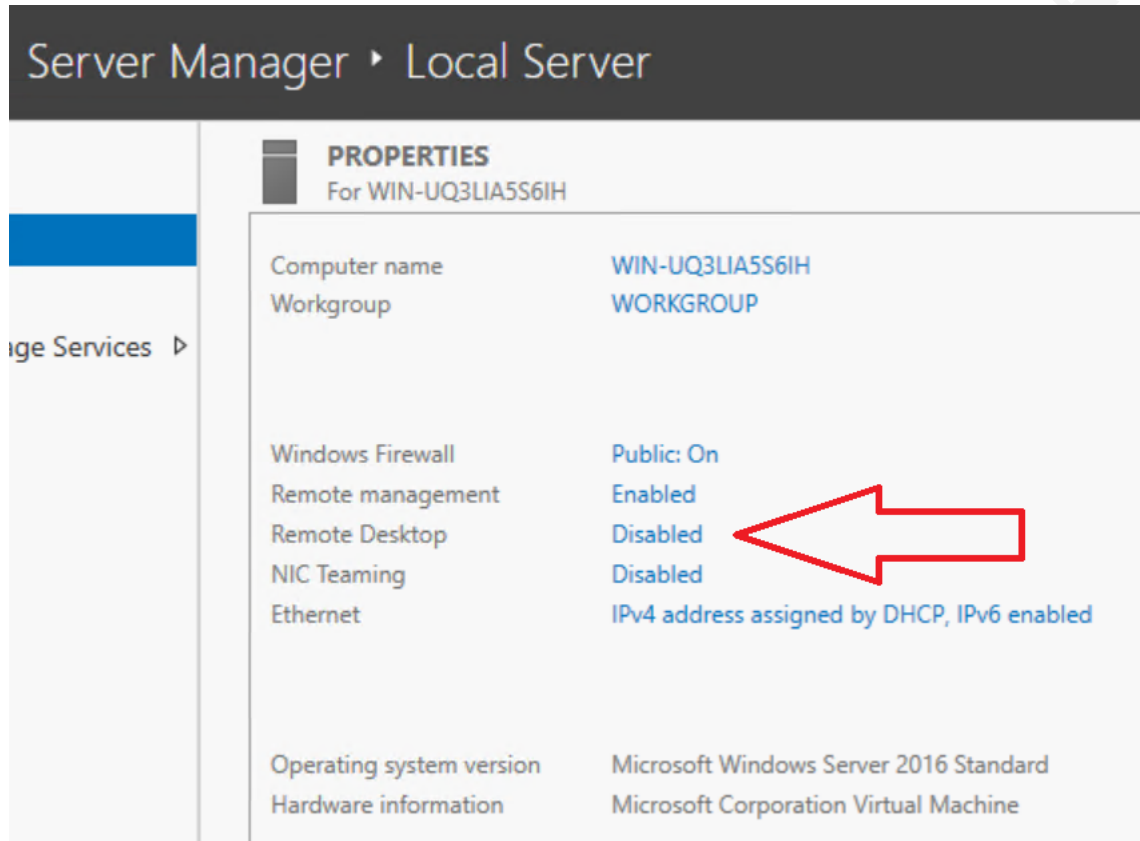 Server Manager ‣ Local Server
PROPERTIES
For WIN-UQ3LIA5S6IH
Computer name WIN-UQ3LIA5S6IH
Workgroup WORKGROUP
age Services ▷
Windows Firewall Public: On
Remote management Enabled
Remote Desktop Disabled
NIC Teaming Disabled
Ethernet IPv4 address assigned by DHCP, IPv6 enabled
Operating system version Microsoft Windows Server 2016 Standard
Hardware information Microsoft Corporation Virtual Machine